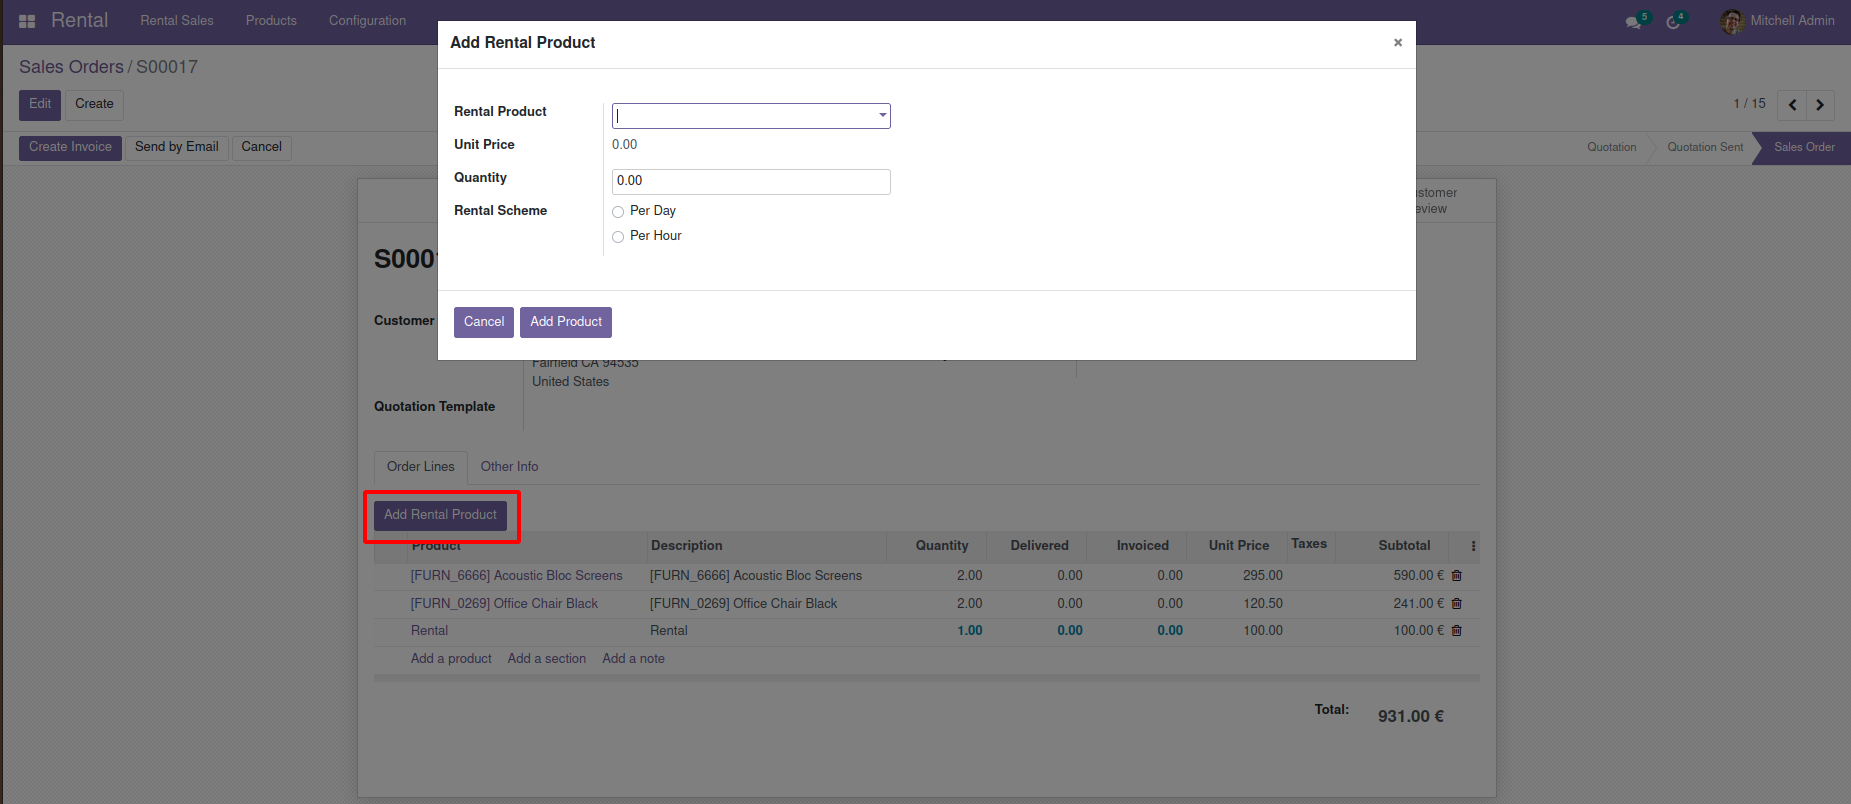 Rental Rental Sales Products Configuration 5 4 Mitchell Admin
Add Rental Product ×
Sales Orders / S00017
Edit Create 1 / 15
Rental Product
Create Invoice Send by Email Cancel Unit Price 0.00 Quotation Quotation Sent Sales Order
Quantity 0.00
Rental Scheme Per Day
Per Hour
S0001
Cancel Add Product
Customer
Fairfield CA 94535
United States
Quotation Template
Order Lines Other Info
Add Rental Product
Product Description Quantity Delivered Invoiced Unit Price Taxes Subtotal
[FURN_6666] Acoustic Bloc Screens [FURN_6666] Acoustic Bloc Screens 2.00 0.00 0.00 295.00 590.00 €
[FURN_0269] Office Chair Black [FURN_0269] Office Chair Black 2.00 0.00 0.00 120.50 241.00 €
Rental Rental 1.00 0.00 0.00 100.00 100.00 €
Add a product Add a section Add a note
Total: 931.00 €